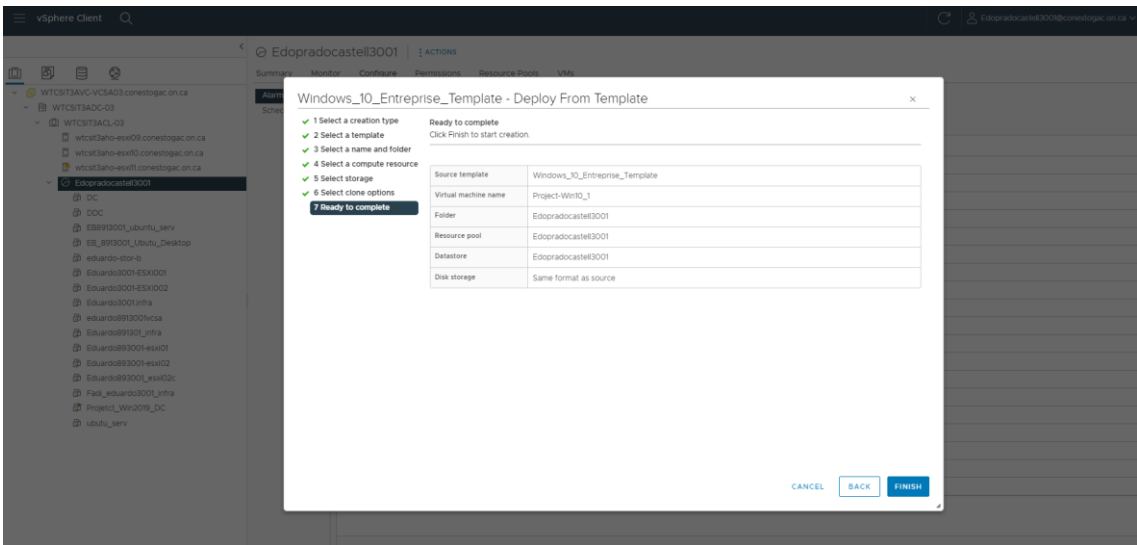 vSphere Client
Edopradocastell3001@conestogac.on.ca
Edopradocastell3001
ACTIONS
Summary Monitor Configure Permissions Resource Pools VMs
WTCSIT3AVC-VCSA03.conestogac.on.ca
WTCSIT3ADC-03
WTCSIT3ACL-03
wtcsit3aho-esxi09.conestogac.on.ca
wtcsit3aho-esxi10.conestogac.on.ca
wtcsit3aho-esxi11.conestogac.on.ca
Edopradocastell3001
DC
DDC
EB8913001_ubuntu_serv
EB_8913001_Ubutu_Desktop
eduardo-stor-b
Eduardo3001-ESXI001
Eduardo3001-ESXI002
Eduardo3001.infra
eduardo8913001vcsa
Eduardo891301_infra
Eduardo893001-esxi01
Eduardo893001-esxi02
Eduardo893001_esxi02c
Fadi_eduardo3001_infra
Projetct_Win2019_DC
ubutu_serv
Alarm
Sched
Windows_10_Entreprise_Template - Deploy From Template
1 Select a creation type
2 Select a template
3 Select a name and folder
4 Select a compute resource
5 Select storage
6 Select clone options
7 Ready to complete
Ready to complete
Click Finish to start creation.
Source template Windows_10_Entreprise_Template
Virtual machine name Project-Win10_1
Folder Edopradocastell3001
Resource pool Edopradocastell3001
Datastore Edopradocastell3001
Disk storage Same format as source
CANCEL BACK FINISH